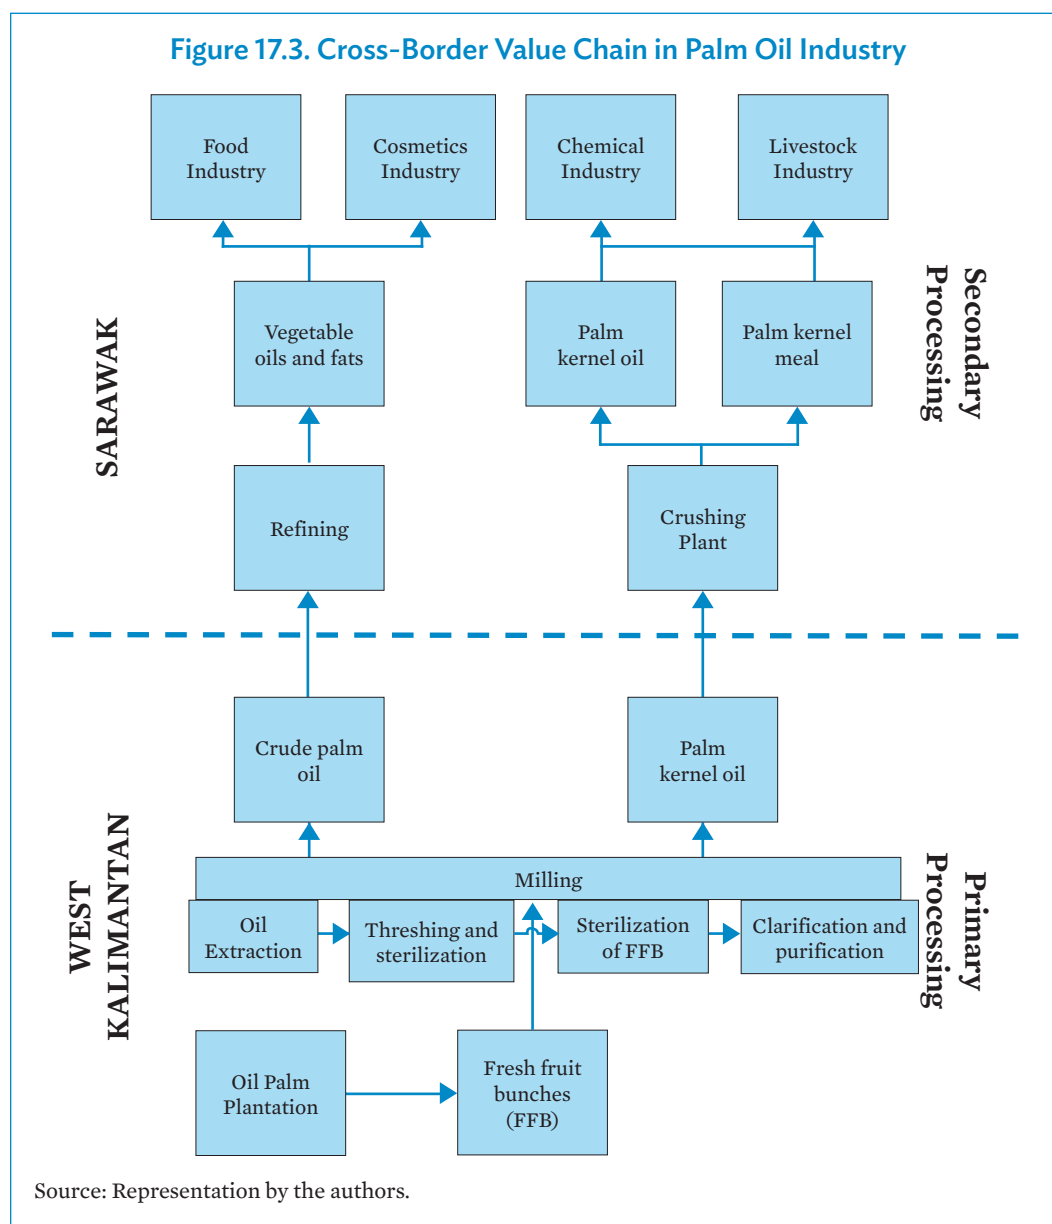 Figure 17.3. Cross-Border Value Chain in Palm Oil Industry
Food
Industry
Cosmetics
Industry
Chemical
Industry
Livestock
Industry
SARAWAK
Secondary
Processing
Vegetable
oils and fats
Palm
kernel oil
Palm kernel
meal
Refining
Crushing
Plant
Crude palm
oil
Palm
kernel oil
WEST
KALIMANTAN
Primary
Processing
Milling
Oil
Extraction
Threshing and
sterilization
Sterilization
of FFB
Clarification and
purification
Oil Palm
Plantation
Fresh fruit
bunches
(FFB)
Source: Representation by the authors.